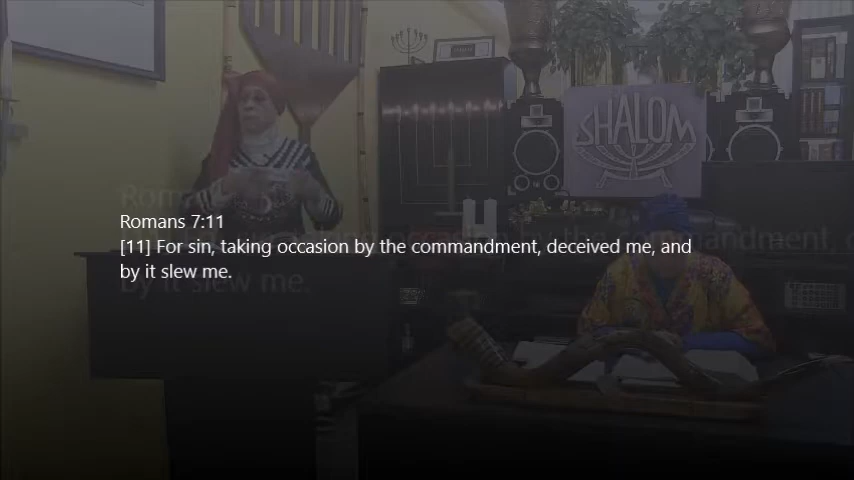 SHALOM
Romans 7:11
[11] For sin, taking occasion by the commandment, deceived me, and
by it slew me.